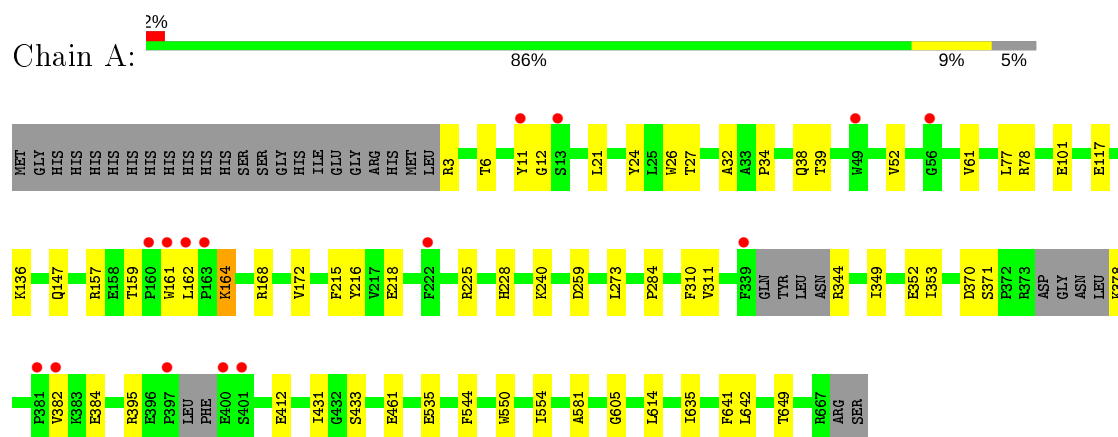 2%
Chain A:
86% 9% 5%
MET GLY HIS HIS HIS HIS HIS HIS HIS HIS HIS HIS SER SER GLY HIS ILE GLU GLY ARG HIS MET LEU R3 T6 Y11 G12 S13 L21 Y24 L25 W26 T27 A32 A33 P34 Q38 T39 W49 V52 G56 V61 L77 R78 E101 E117
K136 Q147 R157 E158 T159 P160 W161 L162 P163 K164 R168 V172 F215 Y216 V217 E218 F222 R225 H228 K240 D259 L273 P284 F310 V311 F339 GLN TYR LEU ASN R344 I349 E352 I353 D370 S371 P372 R373 ASP GLY ASN LEU K378
P381 V382 K383 E384 R395 E396 P397 LEU PHE E400 S401 E412 I431 G432 S433 E461 E535 F544 W550 I554 A581 G605 L614 I635 F641 L642 T649 R667 ARG SER